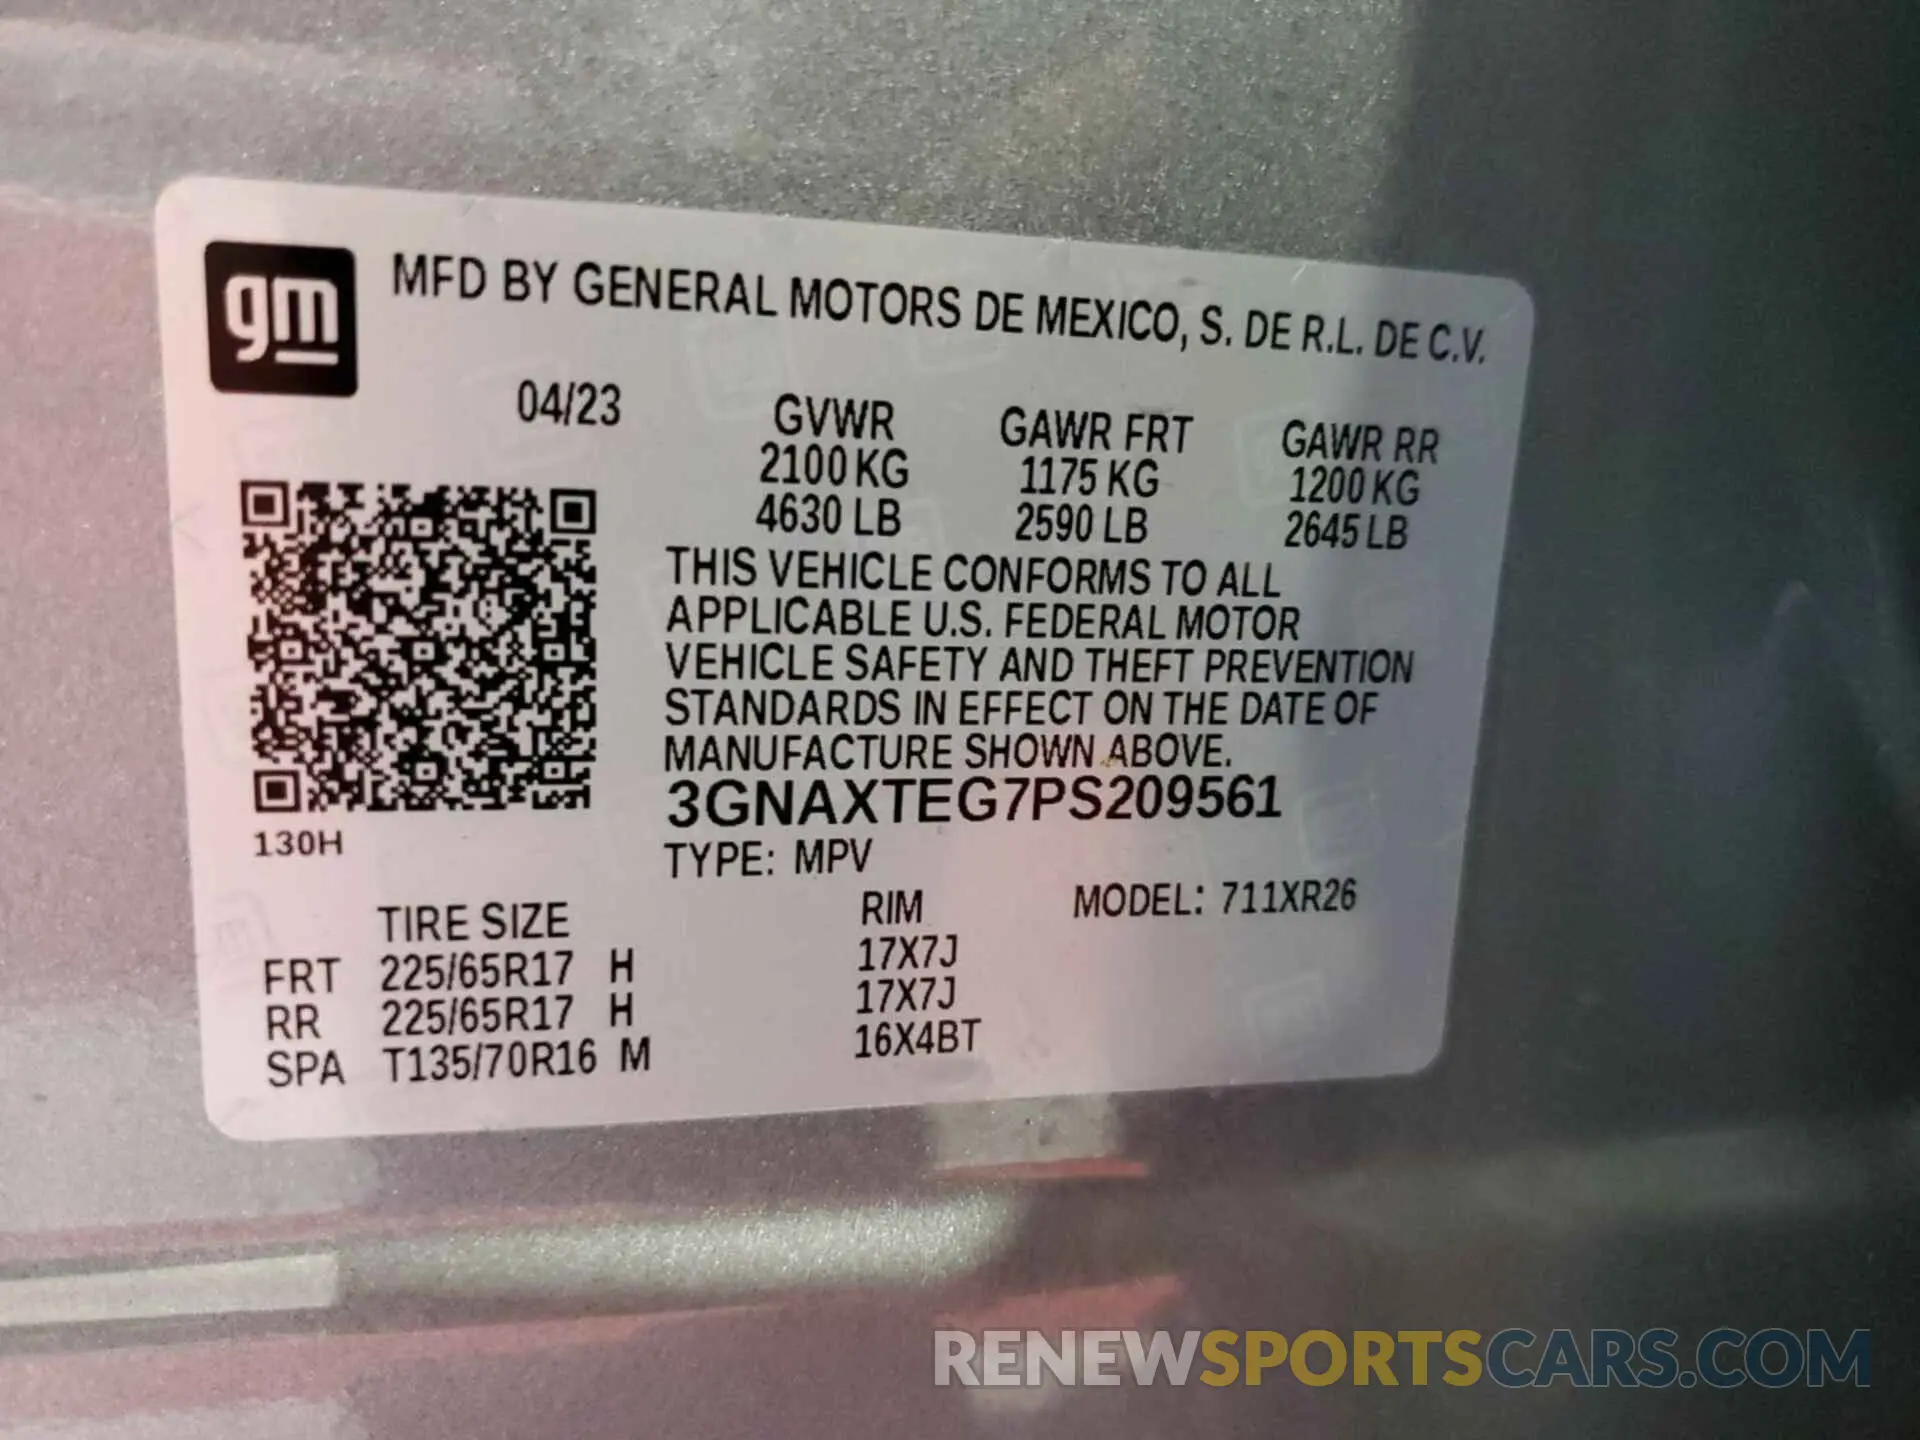 gm
MFD BY GENERAL MOTORS DE MEXICO, S. DE R.L. DE C.V.
04/23 GVWR GAWR FRT GAWR RR
2100 KG 1175 KG 1200 KG
4630 LB 2590 LB 2645 LB
THIS VEHICLE CONFORMS TO ALL
APPLICABLE U.S. FEDERAL MOTOR
VEHICLE SAFETY AND THEFT PREVENTION
STANDARDS IN EFFECT ON THE DATE OF
MANUFACTURE SHOWN ABOVE.
3GNAXTEG7PS209561
130H
TYPE: MPV
MODEL: 711XR26
TIRE SIZE RIM
FRT 225/65R17 H 17X7J
RR 225/65R17 H 17X7J
SPA T135/70R16 M 16X4BT
RENEWSPORTSCARS.COM